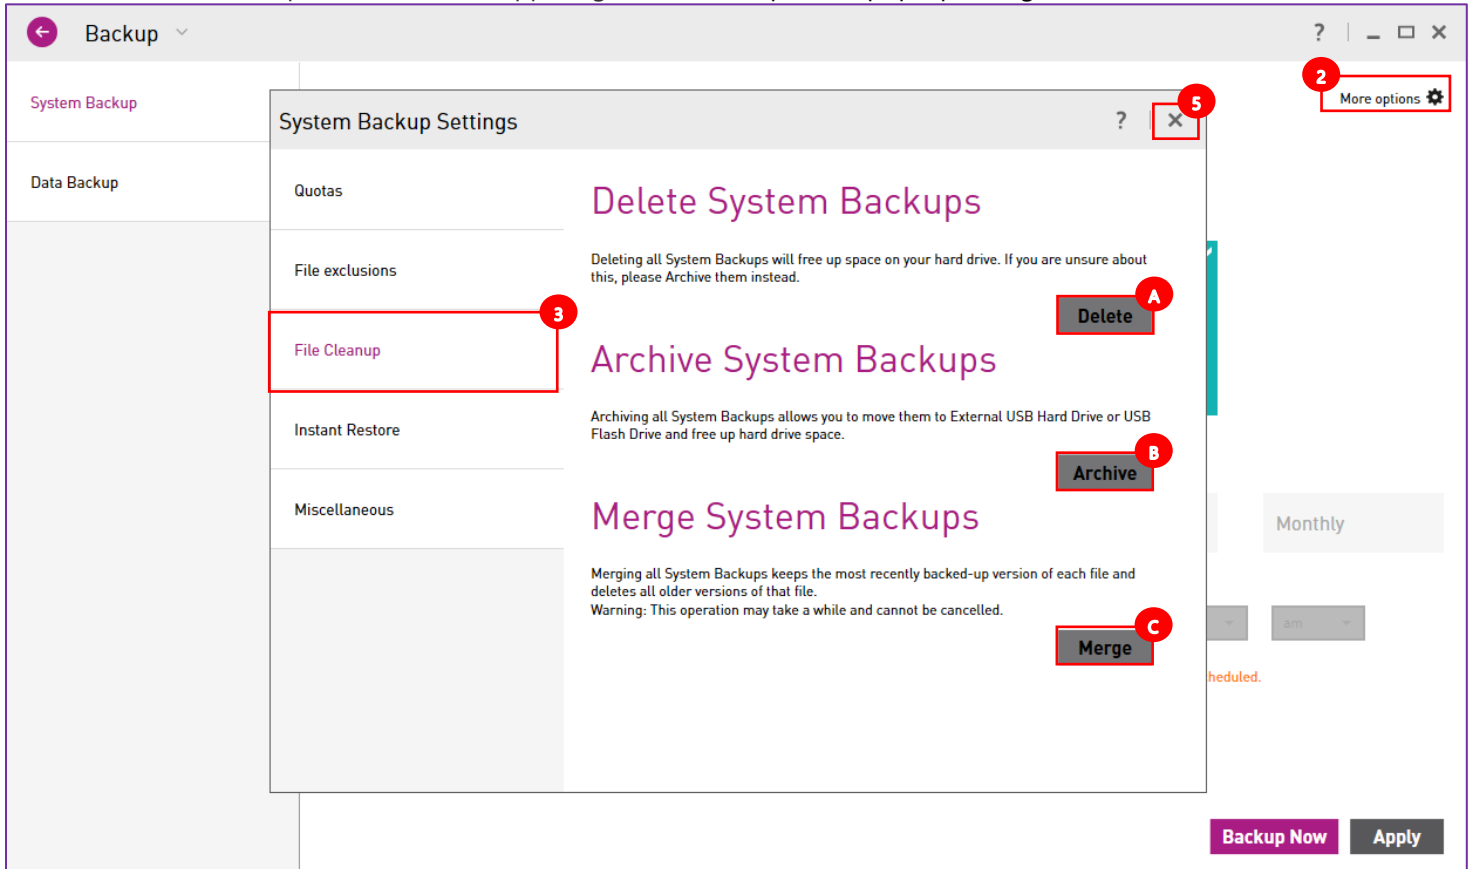 Backup
?
System Backup
Data Backup
2
More options
System Backup Settings
?
5
Quotas
File exclusions
3
File Cleanup
Instant Restore
Miscellaneous
Delete System Backups
Deleting all System Backups will free up space on your hard drive. If you are unsure about
this, please Archive them instead.
A
Delete
Archive System Backups
Archiving all System Backups allows you to move them to External USB Hard Drive or USB
Flash Drive and free up hard drive space.
B
Archive
Merge System Backups
Merging all System Backups keeps the most recently backed-up version of each file and
deletes all older versions of that file.
Warning: This operation may take a while and cannot be cancelled.
C
Merge
Monthly
am
heduled.
Backup Now
Apply